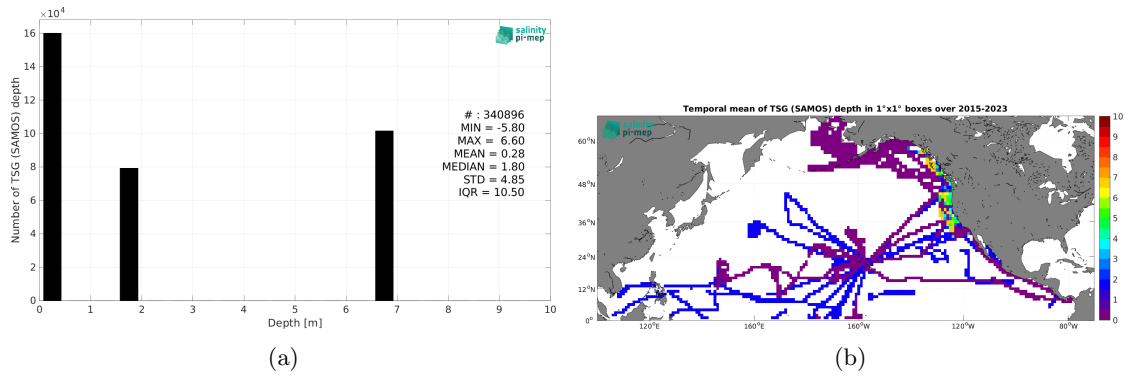 ×10⁴
16
14
12
10
8
6
4
2
0
Number of TSG (SAMOS) depth
0 1 2 3 4 5 6 7 8 9 10
Depth [m]
salinity
pi-mep
# : 340896
MIN = -5.80
MAX = 6.60
MEAN = 0.28
MEDIAN = 1.80
STD = 4.85
IQR = 10.50
(a)
Temporal mean of TSG (SAMOS) depth in 1°x1° boxes over 2015-2023
salinity
pi-mep
60°N
48°N
36°N
24°N
12°N
0°
120°E 160°E 160°W 120°W 80°W
10
9
8
7
6
5
4
3
2
1
0
(b)